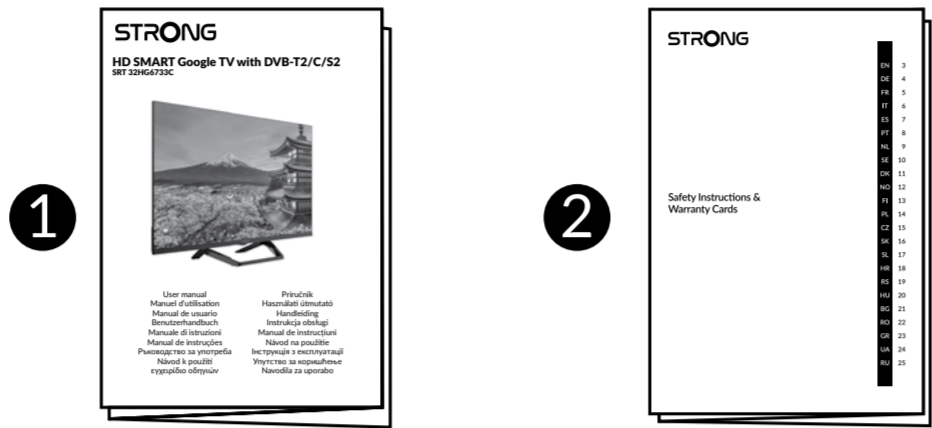 1
STRONG
HD SMART Google TV with DVB-T2/C/S2
SRT 32HG6733C
User manual
Manuel d'utilisation
Manual de usuario
Benutzerhandbuch
Manuale di istruzioni
Manual de instruções
Ръководство за употреба
Návod k použití
εγχειρίδιο οδηγιών
Priručnik
Használati útmutató
Handleiding
Instrukcja obsługi
Manual de instrucțiuni
Návod na použitie
Інструкція з експлуатації
Упутство за коришћење
Navodila za uporabo
2
STRONG
Safety Instructions &
Warranty Cards
EN 3
DE 4
FR 5
IT 6
ES 7
PT 8
NL 9
SE 10
DK 11
NO 12
FI 13
PL 14
CZ 15
SK 16
SL 17
HR 18
RS 19
HU 20
BG 21
RO 22
GR 23
UA 24
RU 25